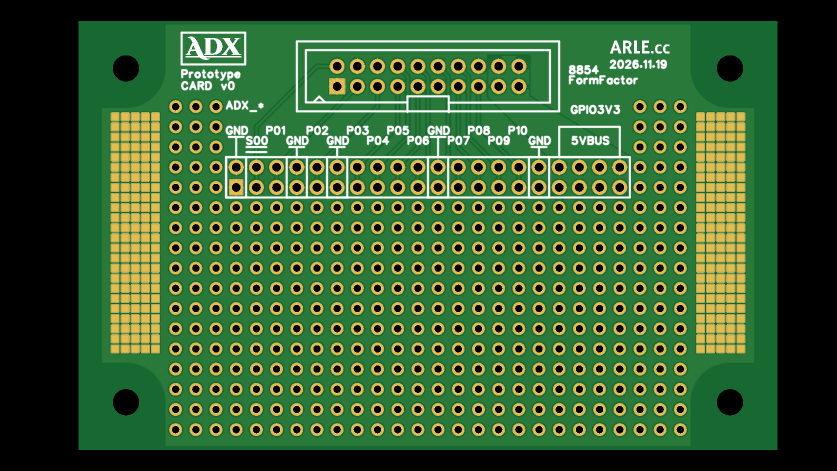 ADX
Prototype
CARD v0
ADX_*
ARLE.cc
2026.11.19
8854
FormFactor
GPIO3V3
GND P01 P02 P03 P05 GND P08 P10
S00 GND GND P04 P06 P07 P09 GND 5VBUS